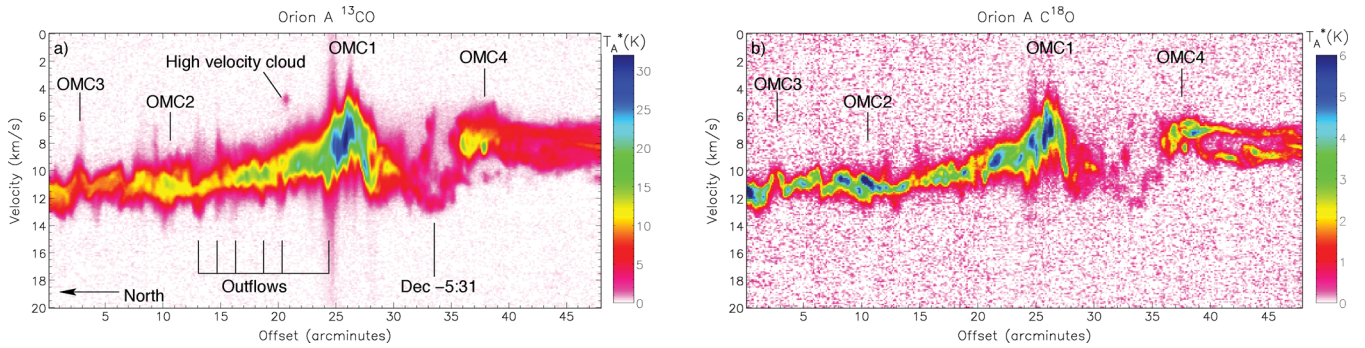 Orion A ¹³CO
a)
OMC1
T_A*(K)
High velocity cloud
OMC4
OMC3
OMC2
Velocity (km/s)
0
2
4
6
8
10
12
14
16
18
20
Outflows
Dec -5:31
North
0 5 10 15 20 25 30 35 40 45
Offset (arcminutes)
30
25
20
15
10
5
0
Orion A C¹⁸O
b)
OMC1
T_A*(K)
OMC4
OMC3
OMC2
Velocity (km/s)
0
2
4
6
8
10
12
14
16
18
20
0 5 10 15 20 25 30 35 40 45
Offset (arcminutes)
6
5
4
3
2
1
0